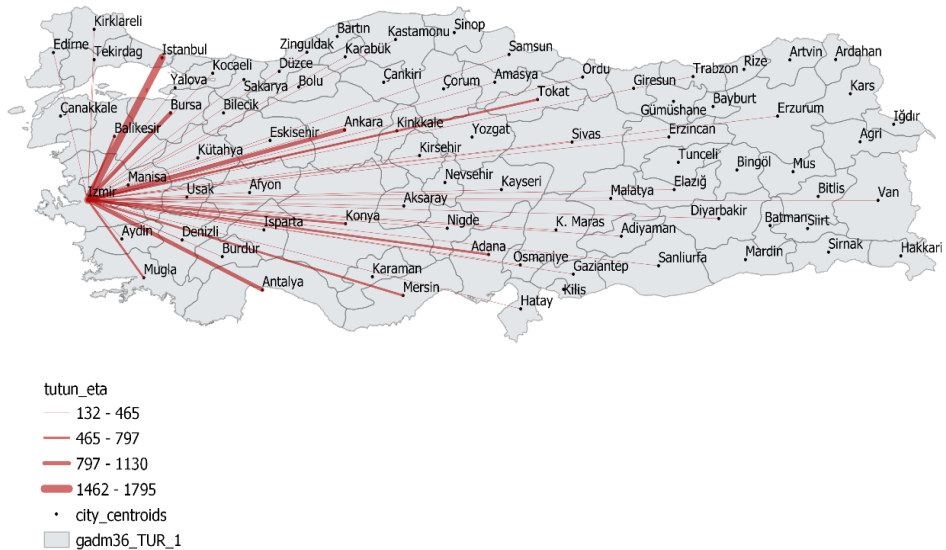 Kirklareli
Sinop
Edirne
Tekirdag
Istanbul
Zinguldak
Bartın
Kastamonu
Karabük
Samsun
Artvin
Ardahan
Rize
Trabzon
Kocaeli
Düzce
Yalova
Sakarya
Bolu
Çankiri
Çorum
Amasya
Ordu
Giresun
Kars
Çanakkale
Bursa
Bilecik
Tokat
Gümüshane
Bayburt
Erzurum
Iğdır
Balikesir
Eskisehir
Ankara
Kinkkale
Yozgat
Sivas
Erzincan
Agri
Kütahya
Kirsehir
Tunceli
Bingöl
Mus
Izmir
Manisa
Usak
Afyon
Nevsehir
Kayseri
Malatya
Elazığ
Bitlis
Van
Aksaray
Aydin
Denizli
Isparta
Konya
Nigde
K. Maras
Adiyaman
Diyarbakir
Batman
Siirt
Burdur
Adana
Osmaniye
Gaziantep
Sanliurfa
Mardin
Sirnak
Hakkari
Mugla
Antalya
Karaman
Mersin
Kilis
Hatay
tutun_eta
132 - 465
465 - 797
797 - 1130
1462 - 1795
city_centroids
gadm36_TUR_1